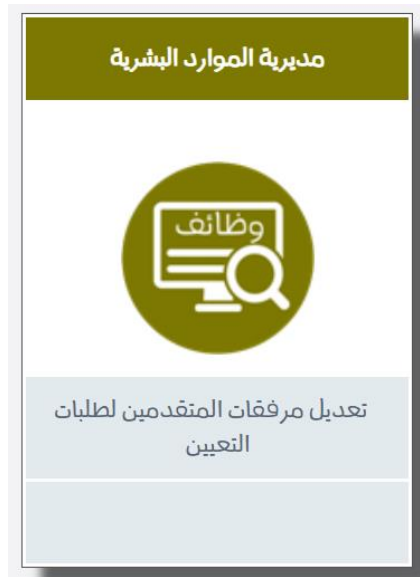 مديرية الموارد البشرية
وظائف
تعديل مرفقات المتقدمين لطلبات
التعيين